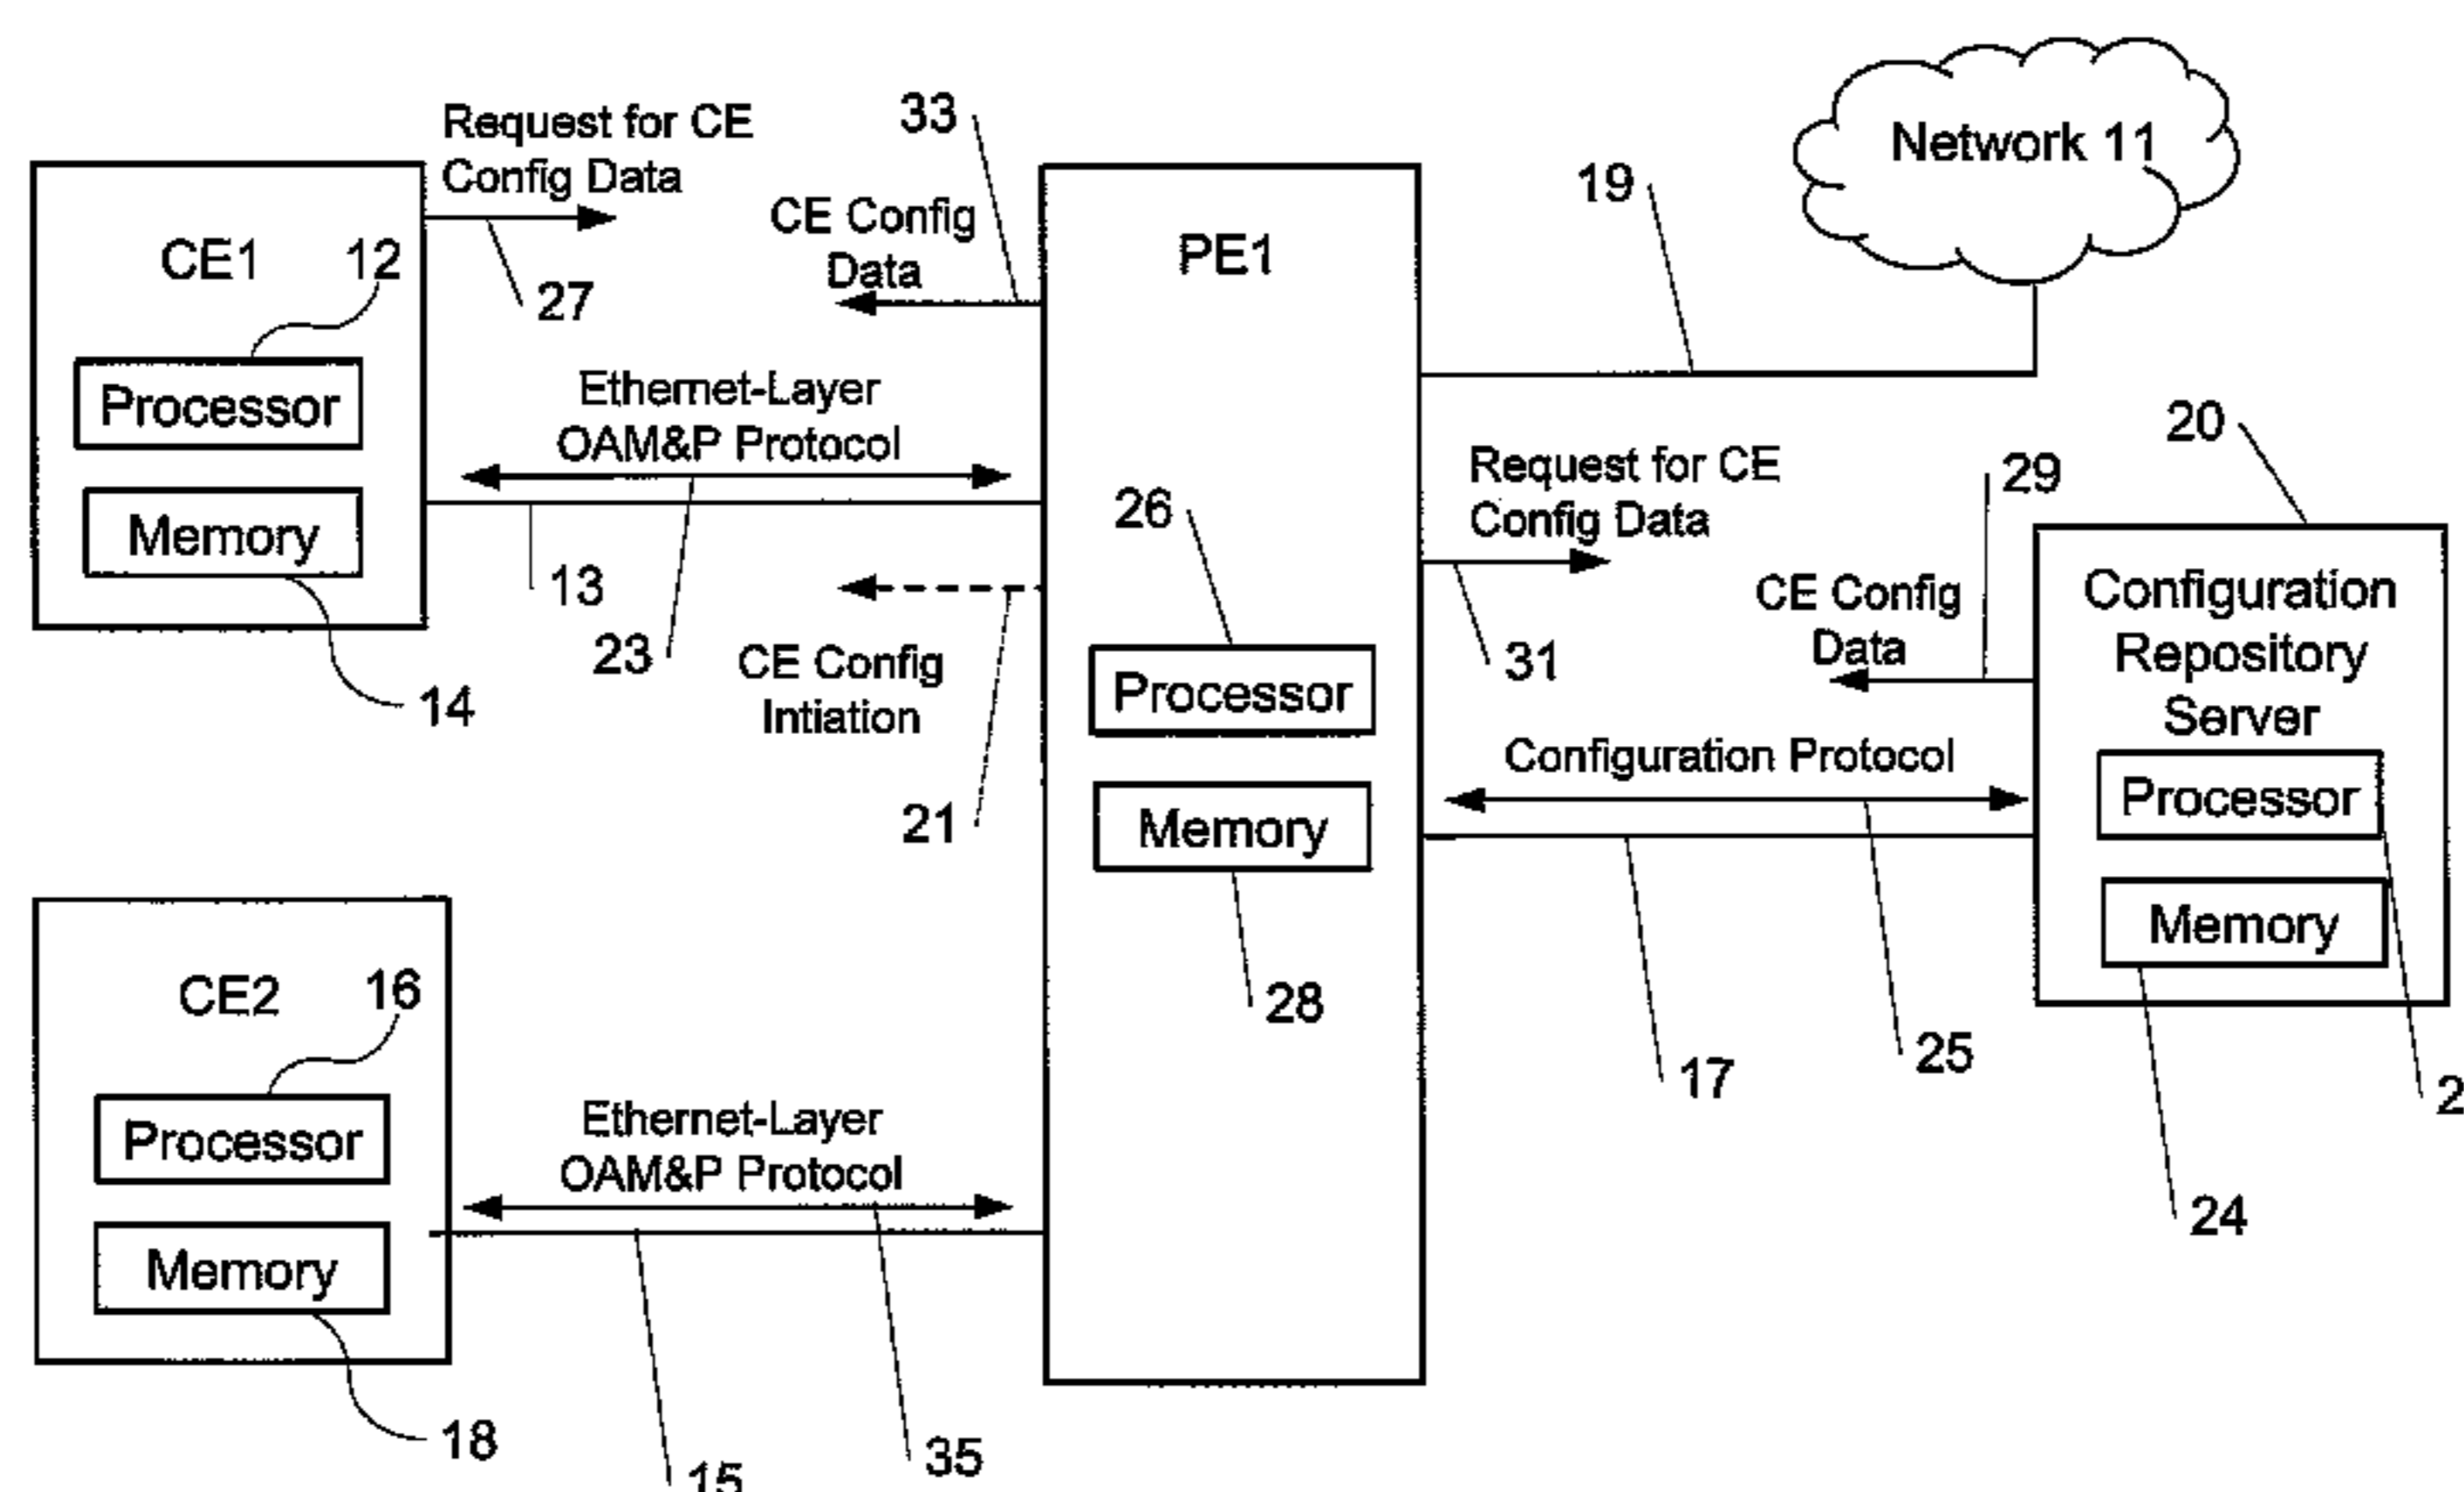 Request for CE
Config Data
27
CE1
12
Processor
Memory
14
33
CE Config
Data
Ethernet-Layer
OAM&P Protocol
13
23
CE Config
Intiation
21
PE1
26
Processor
Memory
28
Network 11
19
Request for CE
Config Data
31
20
29
CE Config
Data
Configuration
Repository
Server
Processor
Memory
2
24
Configuration Protocol
17
25
CE2
16
Processor
Memory
18
Ethernet-Layer
OAM&P Protocol
15
35